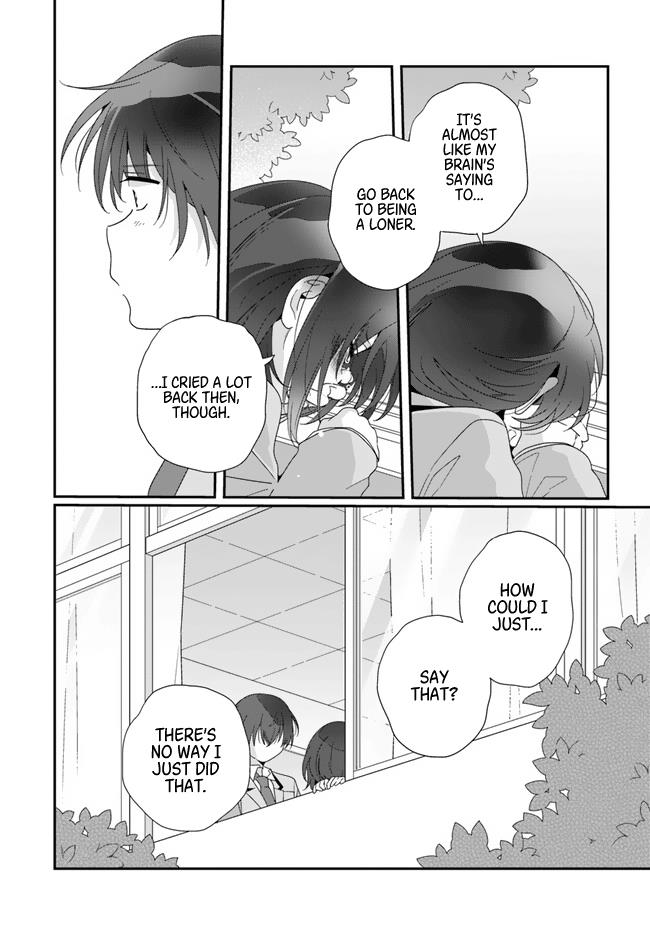 IT'S
ALMOST
LIKE MY
BRAIN'S
SAYING
TO...
GO BACK
TO BEING
A LONER.
...I CRIED A LOT
BACK THEN,
THOUGH.
HOW
COULD I
JUST...
SAY
THAT?
THERE'S
NO WAY I
JUST DID
THAT.